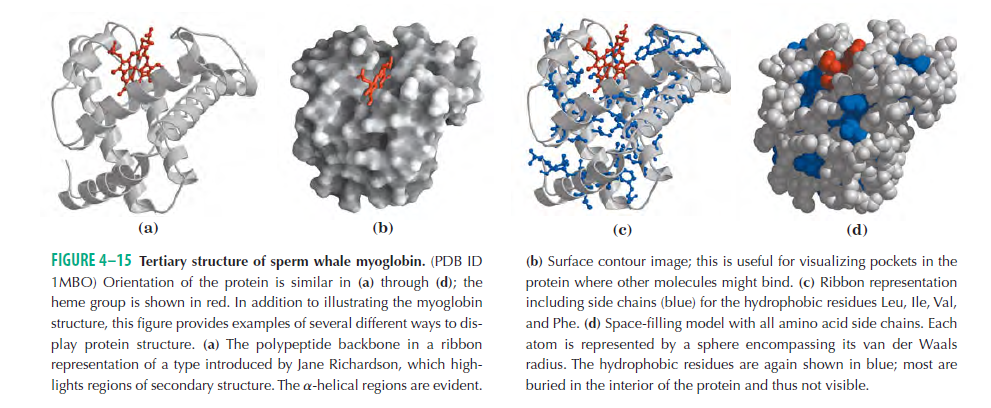 (a)
(b)
(c)
(d)
FIGURE 4–15 Tertiary structure of sperm whale myoglobin. (PDB ID
1MBO) Orientation of the protein is similar in (a) through (d); the
heme group is shown in red. In addition to illustrating the myoglobin
structure, this figure provides examples of several different ways to dis-
play protein structure. (a) The polypeptide backbone in a ribbon
representation of a type introduced by Jane Richardson, which high-
lights regions of secondary structure. The α-helical regions are evident.
(b) Surface contour image; this is useful for visualizing pockets in the
protein where other molecules might bind. (c) Ribbon representation
including side chains (blue) for the hydrophobic residues Leu, Ile, Val,
and Phe. (d) Space-filling model with all amino acid side chains. Each
atom is represented by a sphere encompassing its van der Waals
radius. The hydrophobic residues are again shown in blue; most are
buried in the interior of the protein and thus not visible.